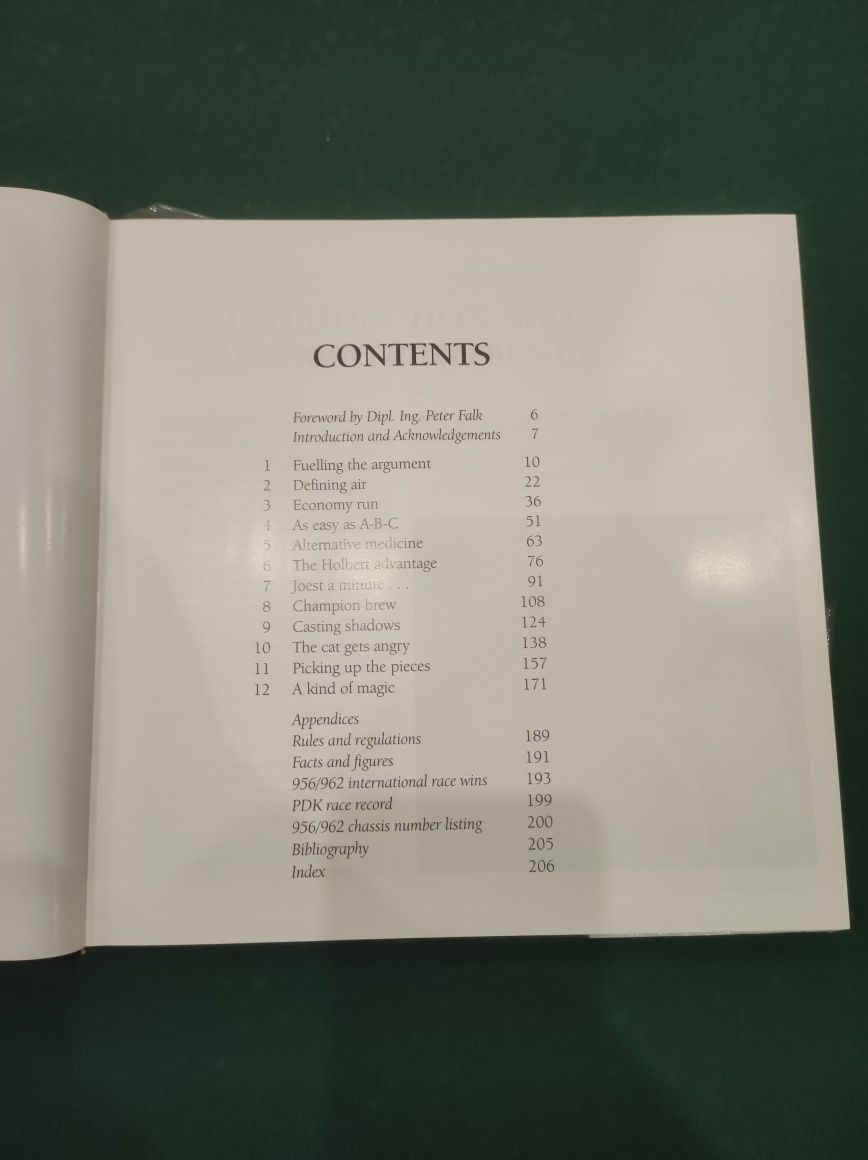 CONTENTS
Foreword by Dipl. Ing. Peter Falk 6
Introduction and Acknowledgements 7
1 Fuelling the argument 10
2 Defining air 22
3 Economy run 36
4 As easy as A-B-C 51
5 Alternative medicine 63
6 The Holbert advantage 76
7 Joest a minute . . . 91
8 Champion brew 108
9 Casting shadows 124
10 The cat gets angry 138
11 Picking up the pieces 157
12 A kind of magic 171
Appendices
Rules and regulations 189
Facts and figures 191
956/962 international race wins 193
PDK race record 199
956/962 chassis number listing 200
Bibliography 205
Index 206